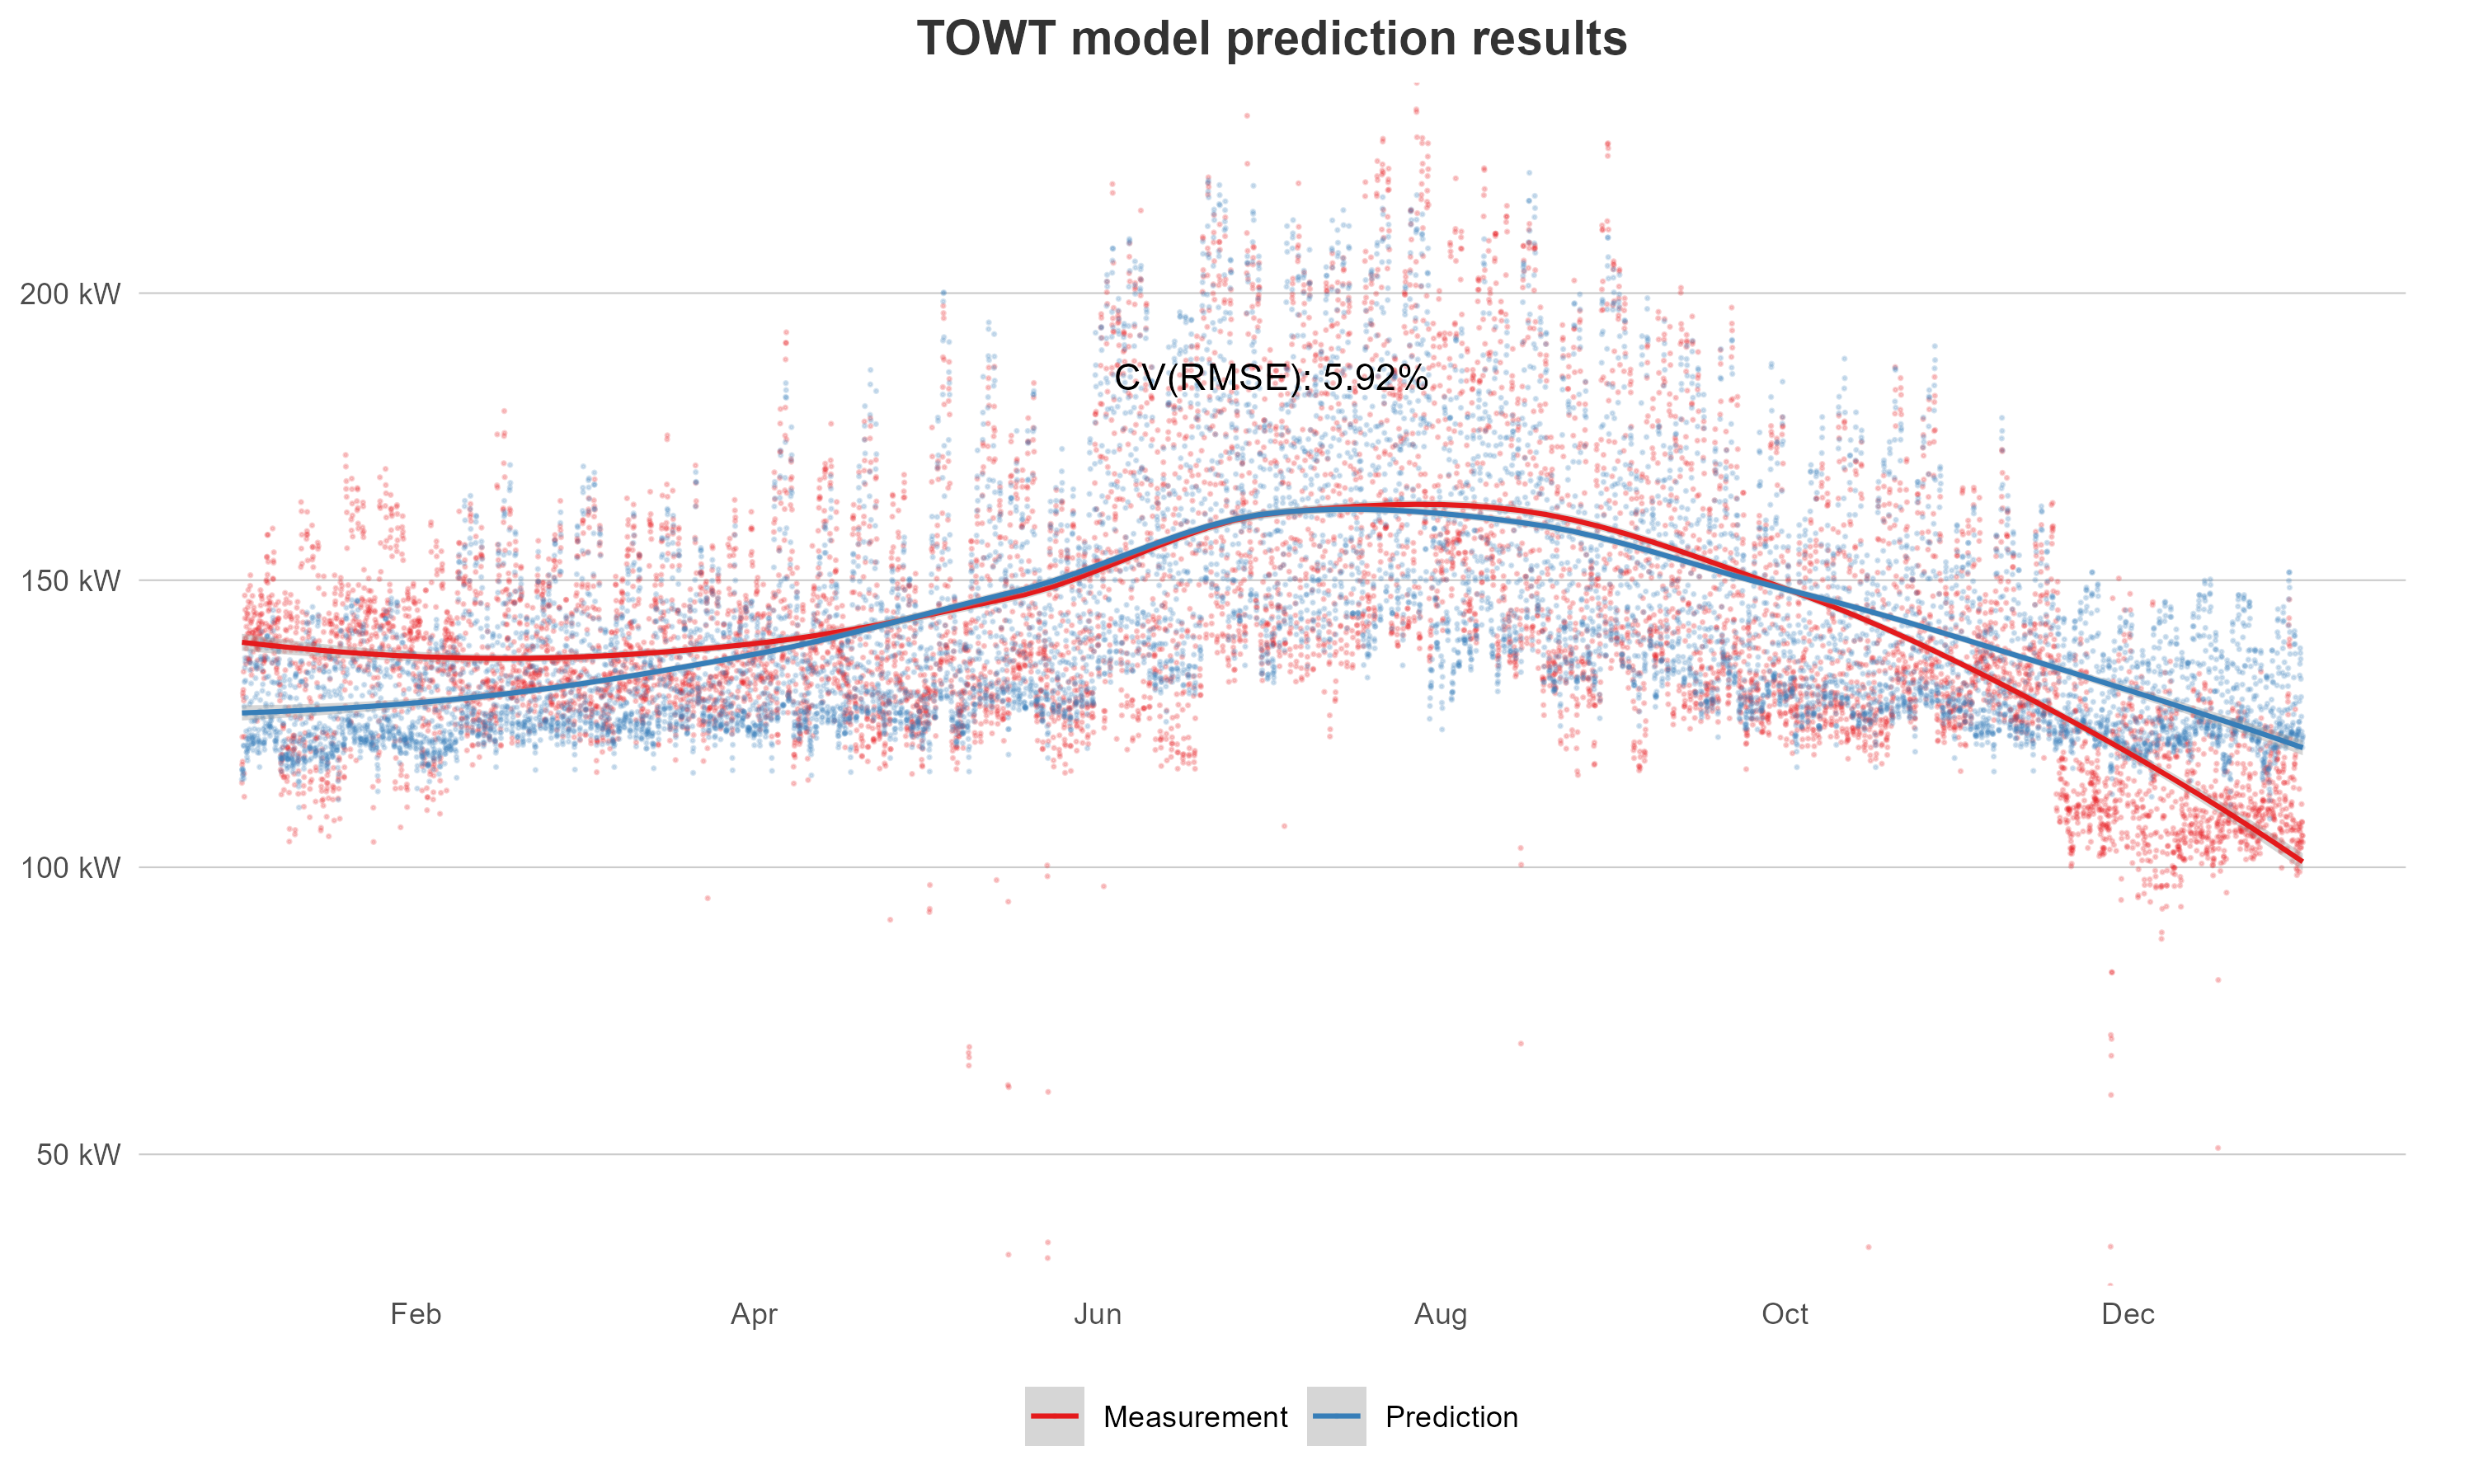 TOWT model prediction results
200 kW
CV(RMSE): 5.92%
150 kW
100 kW
50 kW
Feb Apr Jun Aug Oct Dec
Measurement Prediction